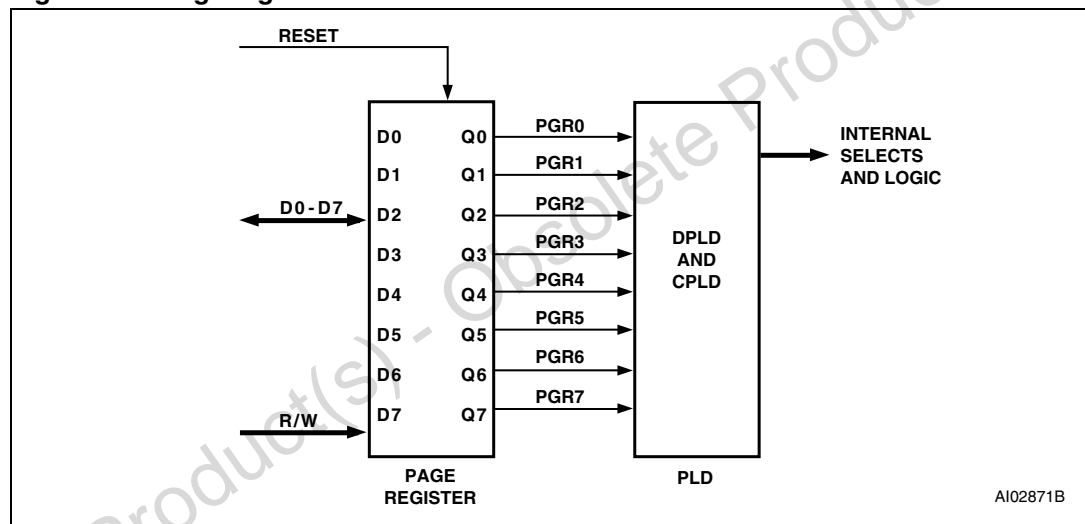 RESET
D0 Q0 PGR0
D1 Q1 PGR1
D0-D7 D2 Q2 PGR2
D3 Q3 PGR3
D4 Q4 PGR4
D5 Q5 PGR5
D6 Q6 PGR6
R/W D7 Q7 PGR7
PAGE
REGISTER
DPLD
AND
CPLD
PLD
INTERNAL
SELECTS
AND LOGIC
AI02871B
Product(s) - Obsolete Produc